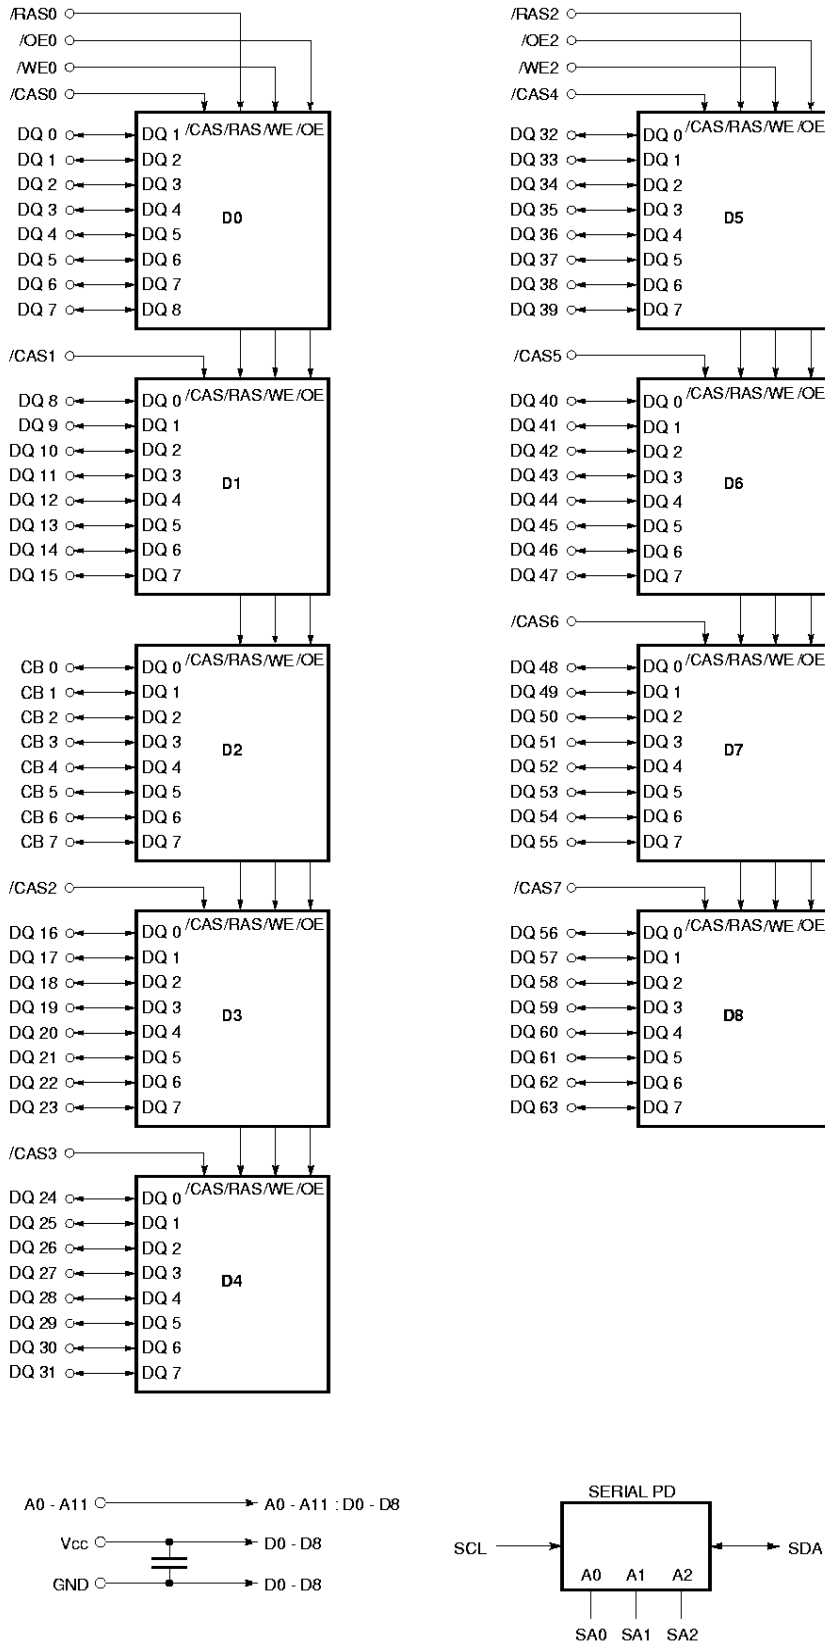 /RAS0
/OE0
/WE0
/CAS0
DQ 0 DQ 1 /CAS /RAS /WE /OE
DQ 1 DQ 2
DQ 2 DQ 3
DQ 3 DQ 4
D0
DQ 4 DQ 5
DQ 5 DQ 6
DQ 6 DQ 7
DQ 7 DQ 8
/CAS1
DQ 8 DQ 0 /CAS /RAS /WE /OE
DQ 9 DQ 1
DQ 10 DQ 2
DQ 11 DQ 3
D1
DQ 12 DQ 4
DQ 13 DQ 5
DQ 14 DQ 6
DQ 15 DQ 7
CB 0 DQ 0 /CAS /RAS /WE /OE
CB 1 DQ 1
CB 2 DQ 2
CB 3 DQ 3
D2
CB 4 DQ 4
CB 5 DQ 5
CB 6 DQ 6
CB 7 DQ 7
/CAS2
DQ 16 DQ 0 /CAS /RAS /WE /OE
DQ 17 DQ 1
DQ 18 DQ 2
DQ 19 DQ 3
D3
DQ 20 DQ 4
DQ 21 DQ 5
DQ 22 DQ 6
DQ 23 DQ 7
/CAS3
DQ 24 DQ 0 /CAS /RAS /WE /OE
DQ 25 DQ 1
DQ 26 DQ 2
DQ 27 DQ 3
D4
DQ 28 DQ 4
DQ 29 DQ 5
DQ 30 DQ 6
DQ 31 DQ 7
/RAS2
/OE2
/WE2
/CAS4
DQ 32 DQ 0 /CAS /RAS /WE /OE
DQ 33 DQ 1
DQ 34 DQ 2
DQ 35 DQ 3
D5
DQ 36 DQ 4
DQ 37 DQ 5
DQ 38 DQ 6
DQ 39 DQ 7
/CAS5
DQ 40 DQ 0 /CAS /RAS /WE /OE
DQ 41 DQ 1
DQ 42 DQ 2
DQ 43 DQ 3
D6
DQ 44 DQ 4
DQ 45 DQ 5
DQ 46 DQ 6
DQ 47 DQ 7
/CAS6
DQ 48 DQ 0 /CAS /RAS /WE /OE
DQ 49 DQ 1
DQ 50 DQ 2
DQ 51 DQ 3
D7
DQ 52 DQ 4
DQ 53 DQ 5
DQ 54 DQ 6
DQ 55 DQ 7
/CAS7
DQ 56 DQ 0 /CAS /RAS /WE /OE
DQ 57 DQ 1
DQ 58 DQ 2
DQ 59 DQ 3
D8
DQ 60 DQ 4
DQ 61 DQ 5
DQ 62 DQ 6
DQ 63 DQ 7
A0 - A11 A0 - A11 : D0 - D8
Vcc D0 - D8
GND D0 - D8
SERIAL PD
SCL SDA
A0 A1 A2
SA0 SA1 SA2